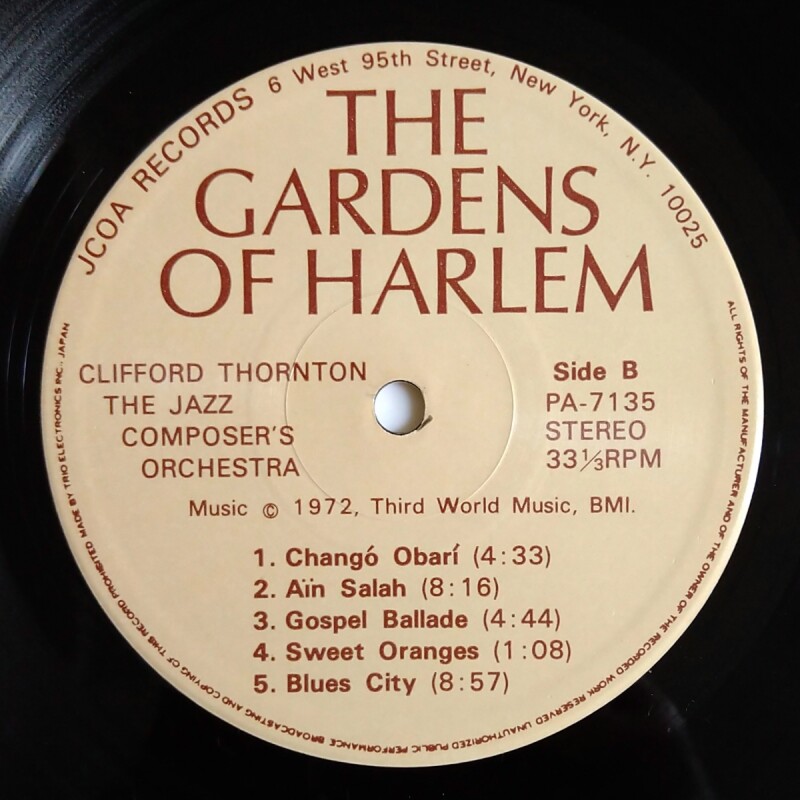 JCOA RECORDS 6 West 95th Street, New York, N.Y. 10025
THE
GARDENS
OF HARLEM
CLIFFORD THORNTON
THE JAZZ
COMPOSER'S
ORCHESTRA
Side B
PA-7135
STEREO
33⅓RPM
Music © 1972, Third World Music, BMI.
1. Changó Obarí (4:33)
2. Aïn Salah (8:16)
3. Gospel Ballade (4:44)
4. Sweet Oranges (1:08)
5. Blues City (8:57)
ALL RIGHTS OF THE MANUFACTURER AND OF THE OWNER OF THE RECORDED WORK RESERVED UNAUTHORIZED PUBLIC PERFORMANCE BROADCASTING AND COPYING OF THIS RECORD PROHIBITED MADE BY TRIO ELECTRONICS INC., JAPAN